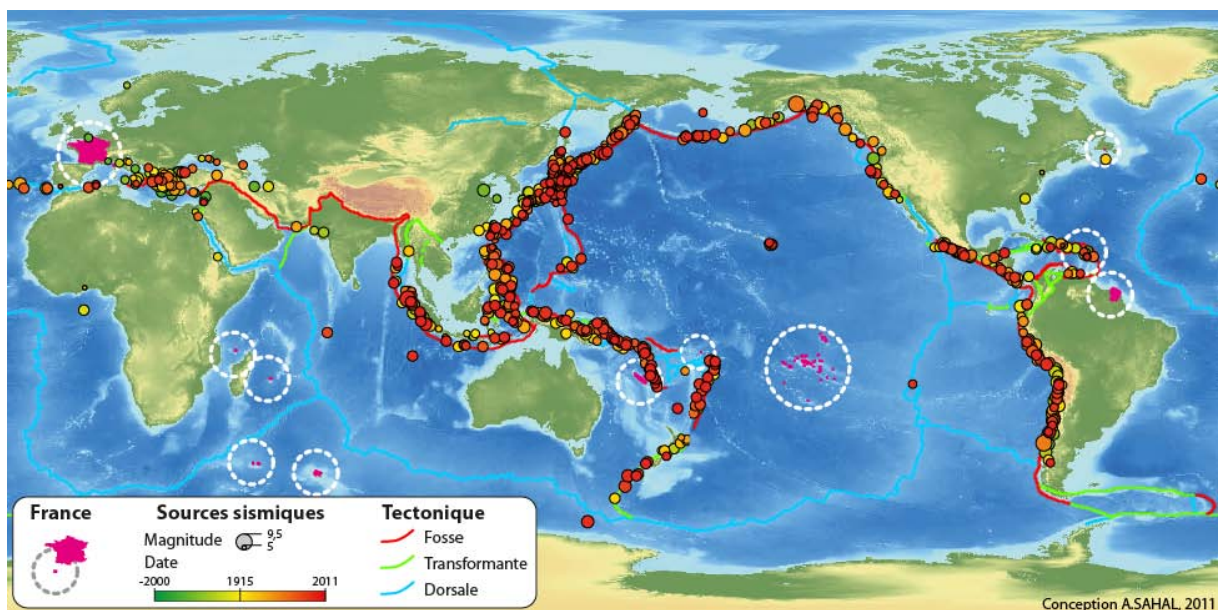 France
Sources sismiques
Magnitude
9,5
5
Date
-2000 1915 2011
Tectonique
Fosse
Transformante
Dorsale
Conception A.SAHAL, 2011